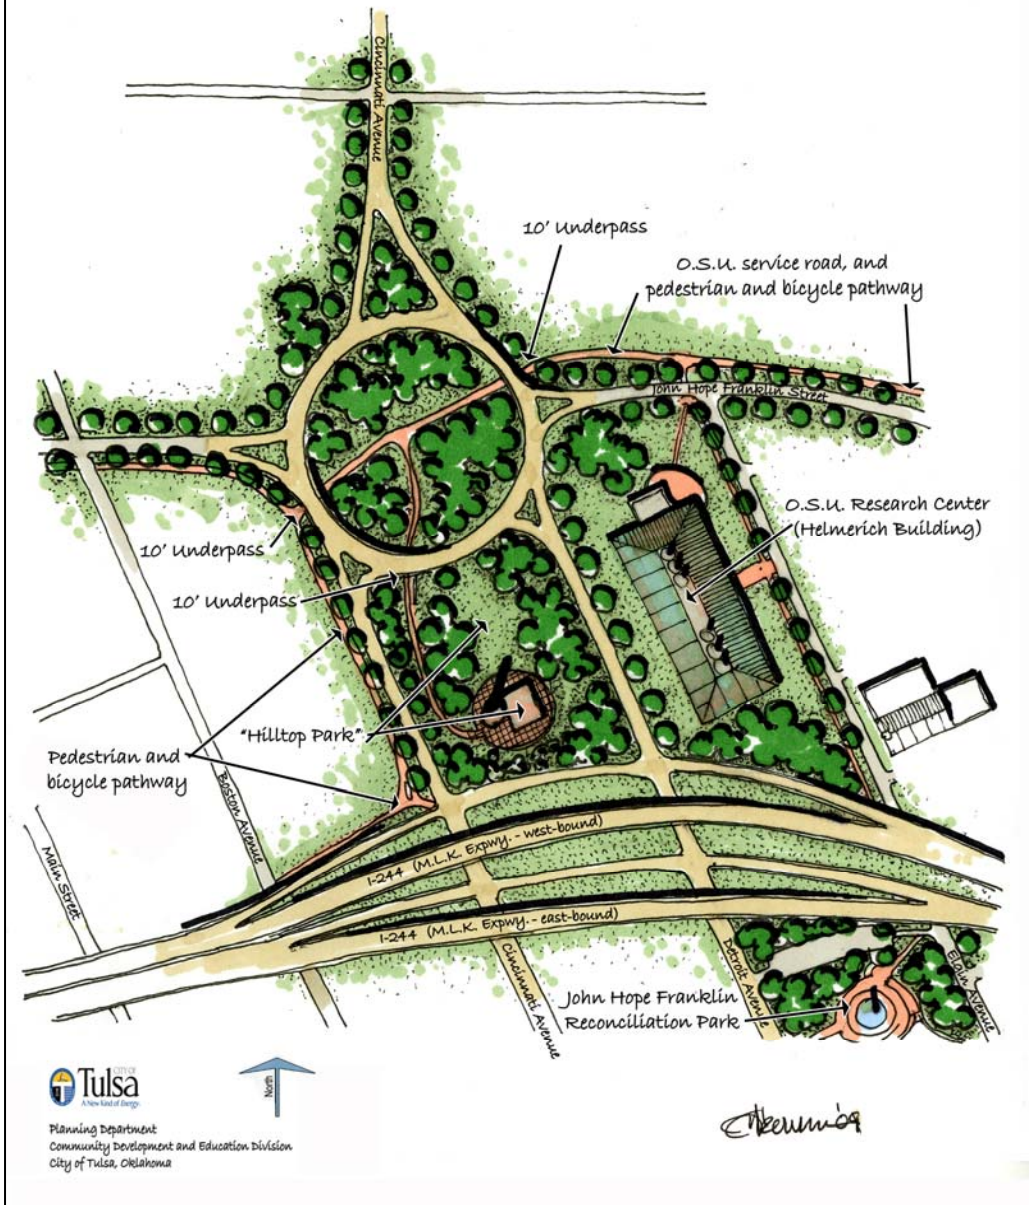 Cincinnati Avenue
10' Underpass
O.S.U. service road, and
pedestrian and bicycle pathway
John Hope Franklin Street
O.S.U. Research Center
(Helmerich Building)
10' Underpass
10' Underpass
"Hilltop Park"
Pedestrian and
bicycle pathway
Boston Avenue
Main Street
I-244 (M.L.K. Expwy. - west-bound)
I-244 (M.L.K. Expwy. - east-bound)
Cincinnati Avenue
Detroit Avenue
Elgin Avenue
John Hope Franklin
Reconciliation Park
CITY OF
Tulsa
A New Kind of Energy.
North
Planning Department
Community Development and Education Division
City of Tulsa, Oklahoma
'09